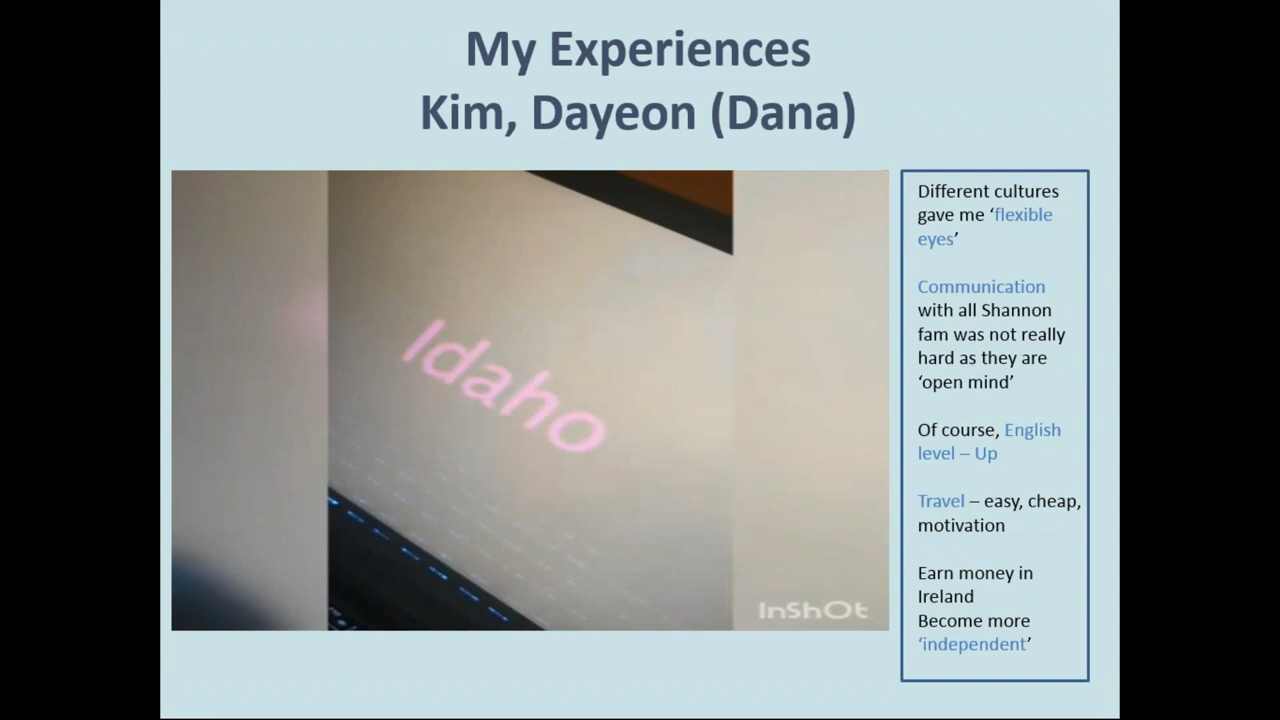 My Experiences
Kim, Dayeon (Dana)
Idaho
InShOt
Different cultures
gave me ‘flexible
eyes’
Communication
with all Shannon
fam was not really
hard as they are
‘open mind’
Of course, English
level – Up
Travel – easy, cheap,
motivation
Earn money in
Ireland
Become more
‘independent’